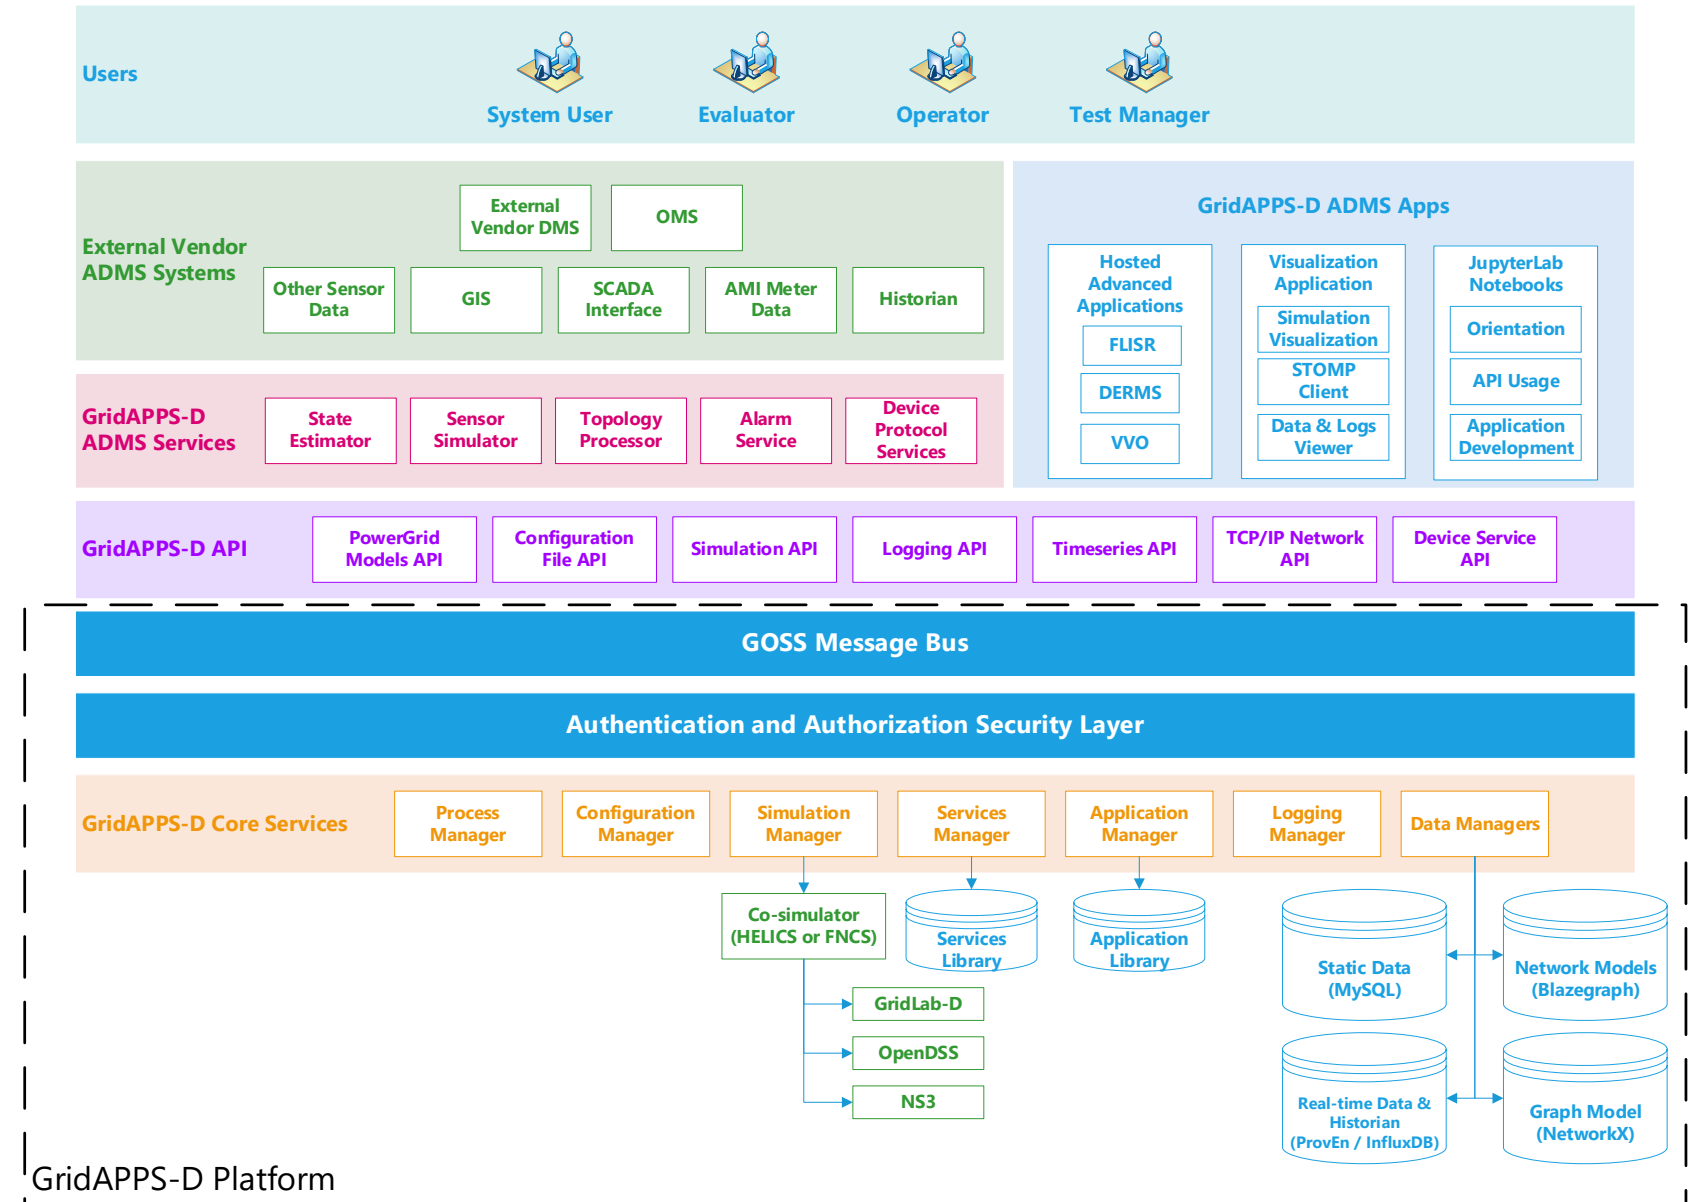 Users
System User
Evaluator
Operator
Test Manager
External Vendor
ADMS Systems
External
Vendor DMS
OMS
Other Sensor
Data
GIS
SCADA
Interface
AMI Meter
Data
Historian
GridAPPS-D ADMS Apps
Hosted
Advanced
Applications
FLISR
DERMS
VVO
Visualization
Application
Simulation
Visualization
STOMP
Client
Data & Logs
Viewer
JupyterLab
Notebooks
Orientation
API Usage
Application
Development
GridAPPS-D
ADMS Services
State
Estimator
Sensor
Simulator
Topology
Processor
Alarm
Service
Device
Protocol
Services
GridAPPS-D API
PowerGrid
Models API
Configuration
File API
Simulation API
Logging API
Timeseries API
TCP/IP Network
API
Device Service
API
GOSS Message Bus
Authentication and Authorization Security Layer
GridAPPS-D Core Services
Process
Manager
Configuration
Manager
Simulation
Manager
Services
Manager
Application
Manager
Logging
Manager
Data Managers
Co-simulator
(HELICS or FNCS)
Services
Library
Application
Library
GridLab-D
OpenDSS
NS3
Static Data
(MySQL)
Network Models
(Blazegraph)
Real-time Data &
Historian
(ProvEn / InfluxDB)
Graph Model
(NetworkX)
GridAPPS-D Platform